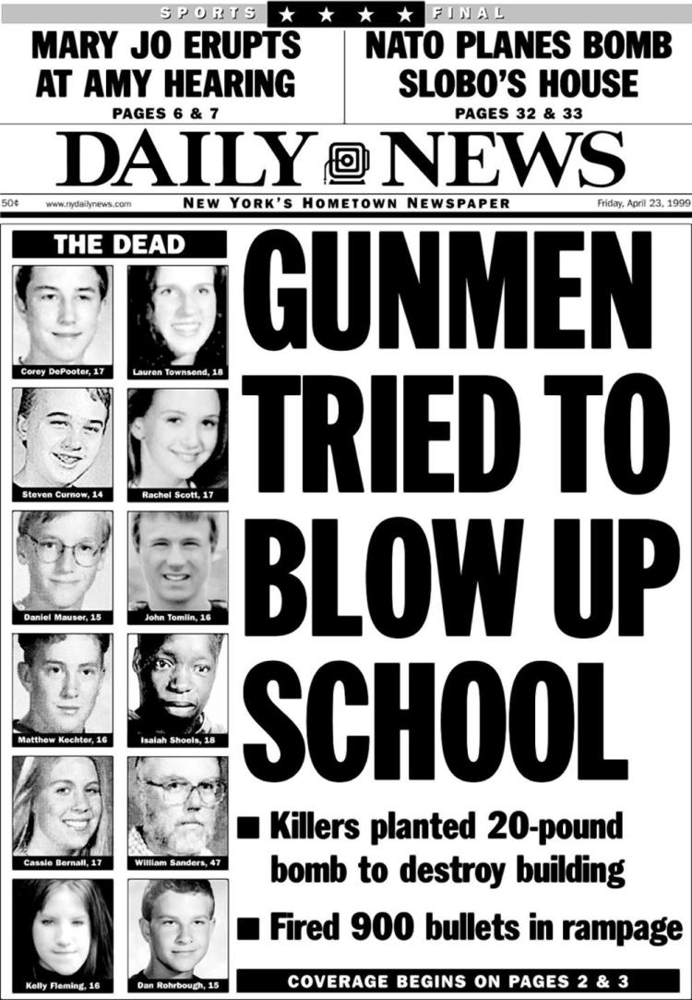 SPORTS ★ ★ ★ ★ FINAL
MARY JO ERUPTS
AT AMY HEARING
PAGES 6 & 7
NATO PLANES BOMB
SLOBO'S HOUSE
PAGES 32 & 33
DAILY NEWS
50¢
www.nydailynews.com
NEW YORK'S HOMETOWN NEWSPAPER
Friday, April 23, 1999
THE DEAD
Corey DePooter, 17
Lauren Townsend, 18
Steven Curnow, 14
Rachel Scott, 17
Daniel Mauser, 15
John Tomlin, 16
Matthew Kechter, 16
Isaiah Shoels, 18
Cassie Bernall, 17
William Sanders, 47
Kelly Fleming, 16
Dan Rohrbough, 15
GUNMEN
TRIED TO
BLOW UP
SCHOOL
■ Killers planted 20-pound
bomb to destroy building
■ Fired 900 bullets in rampage
COVERAGE BEGINS ON PAGES 2 & 3